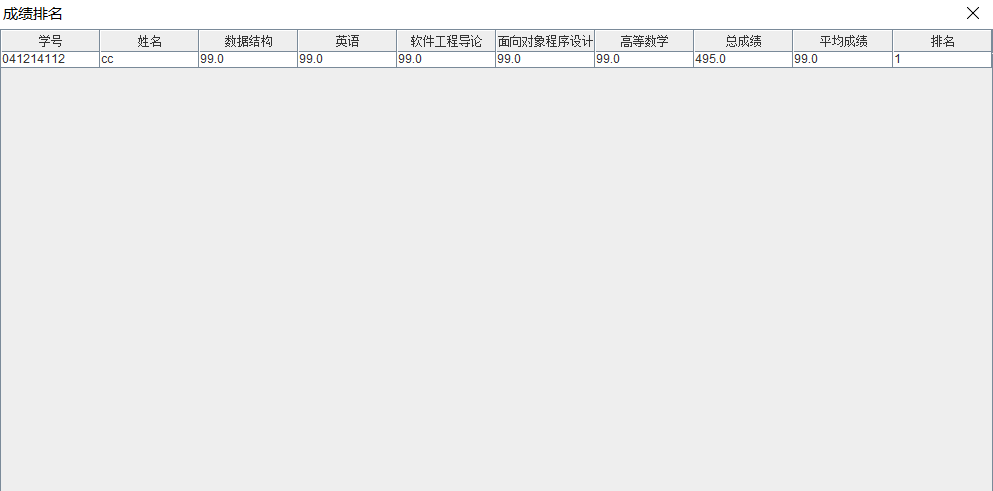 成绩排名
学号 姓名 数据结构 英语 软件工程导论 面向对象程序设计 高等数学 总成绩 平均成绩 排名
041214112 cc 99.0 99.0 99.0 99.0 99.0 495.0 99.0 1